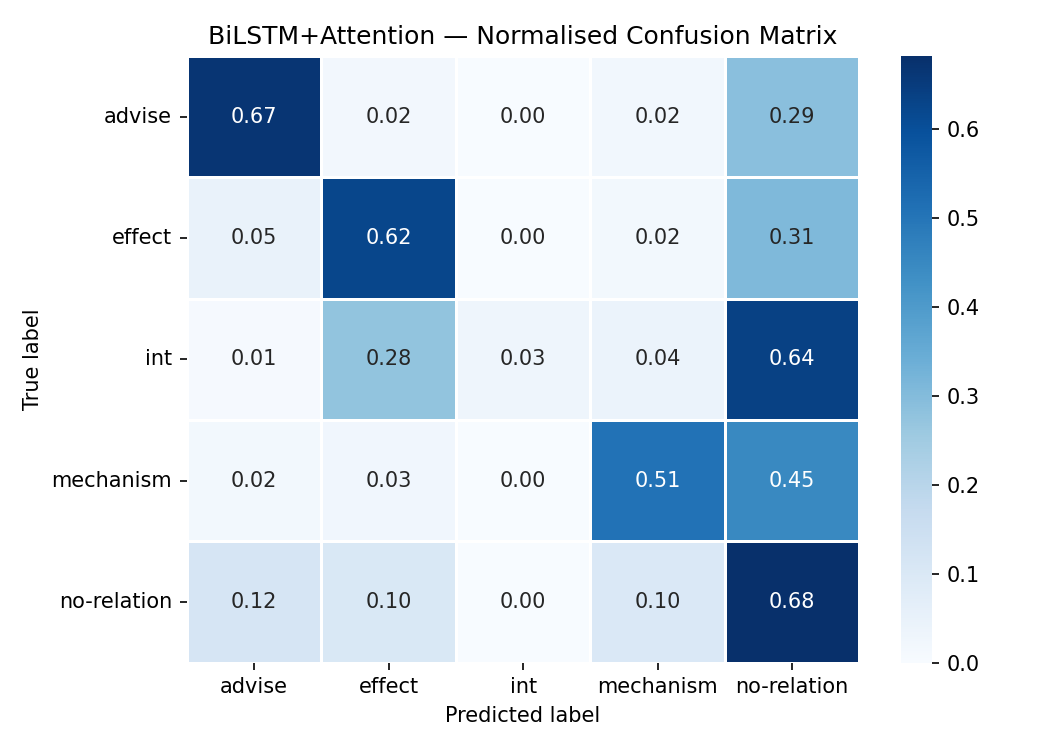 BiLSTM+Attention — Normalised Confusion Matrix
advise 0.67 0.02 0.00 0.02 0.29
effect 0.05 0.62 0.00 0.02 0.31
int 0.01 0.28 0.03 0.04 0.64
mechanism 0.02 0.03 0.00 0.51 0.45
no-relation 0.12 0.10 0.00 0.10 0.68
advise effect int mechanism no-relation
Predicted label
True label
0.6
0.5
0.4
0.3
0.2
0.1
0.0